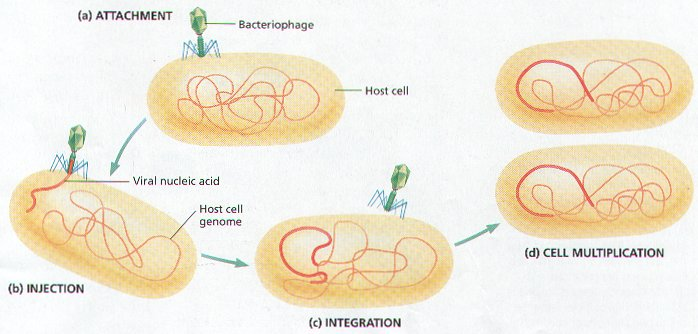 (a) ATTACHMENT
Bacteriophage
Host cell
Viral nucleic acid
Host cell
genome
(b) INJECTION
(c) INTEGRATION
(d) CELL MULTIPLICATION